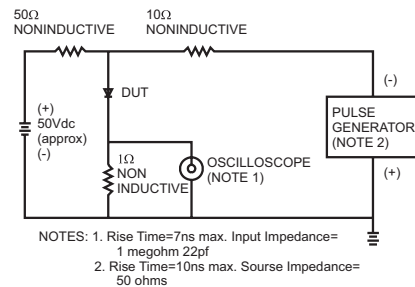 50Ω
NONINDUCTIVE
10Ω
NONINDUCTIVE
DUT
(+)
50Vdc
(approx)
(-)
1Ω
NON
INDUCTIVE
OSCILLOSCOPE
(NOTE 1)
(-)
PULSE
GENERATOR
(NOTE 2)
(+)
NOTES: 1. Rise Time=7ns max. Input Impedance=
1 megohm 22pf
2. Rise Time=10ns max. Sourse Impedance=
50 ohms